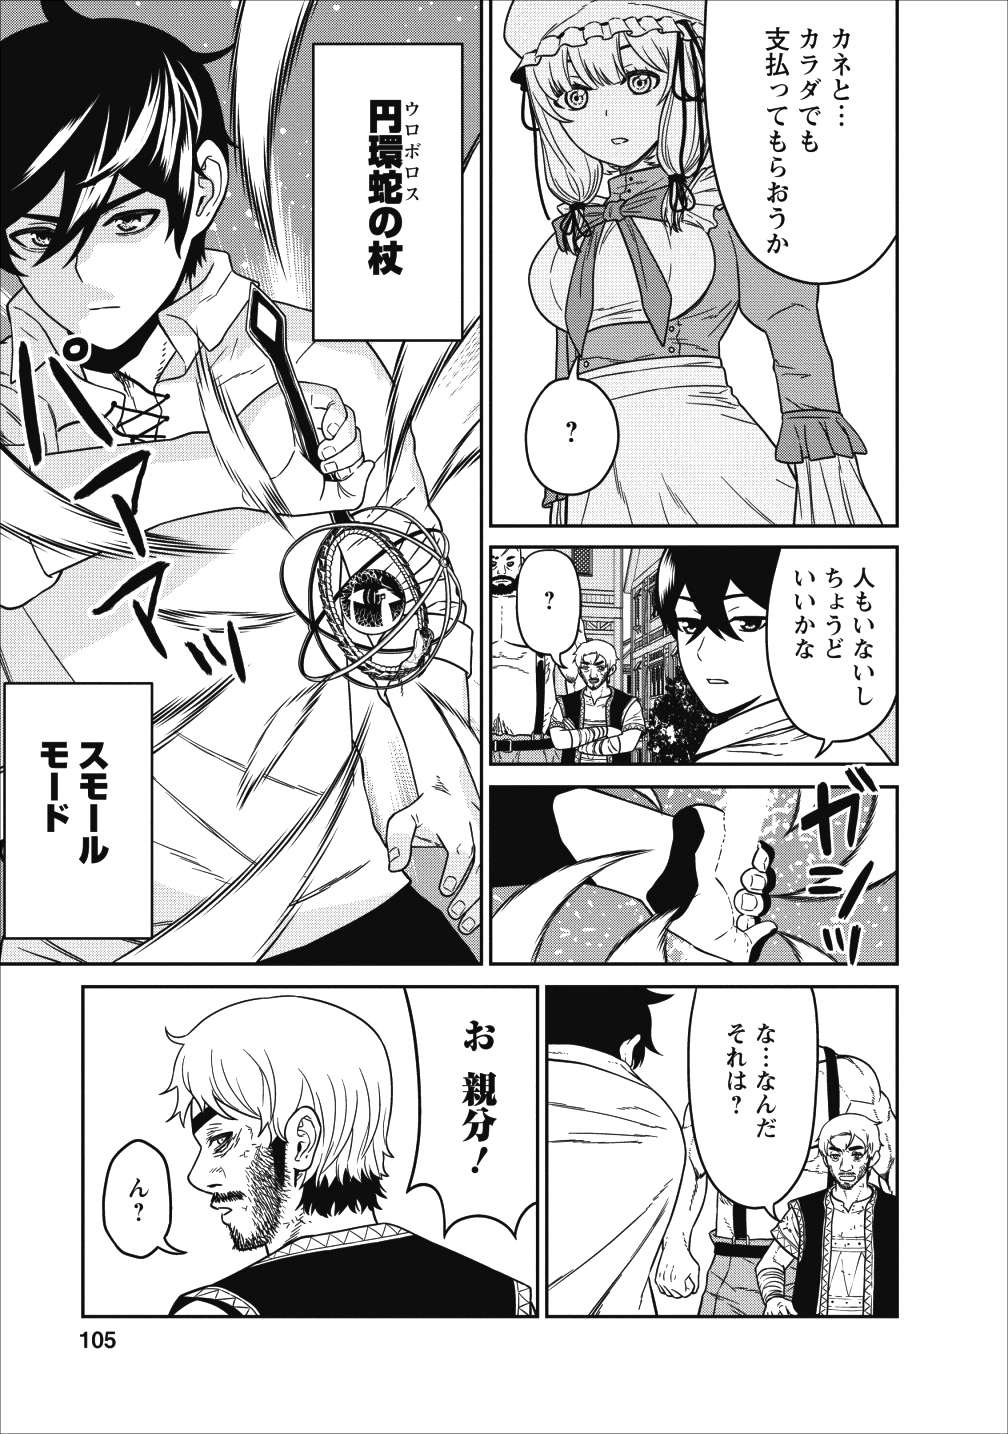 カネと…
カラダでも
支払ってもらおうか
?
人もいないし
ちょうど
いいかな
?
ガシッ
円環蛇の杖
ウロボロス
パァァァ
スモール
モード
な…なんだ
それは?
お 親分!
ん?
105